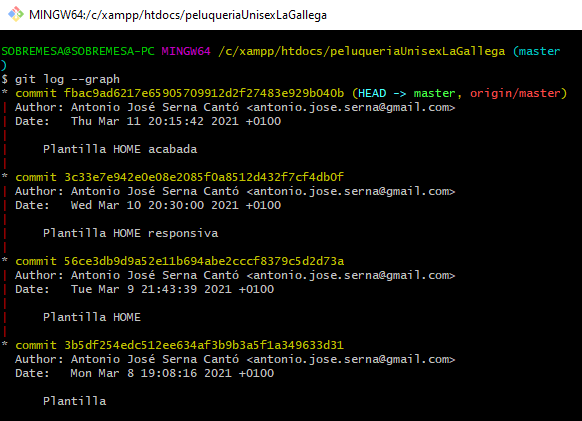 MINGW64:/c/xampp/htdocs/peluqueriaUnisexLaGallega
SOBREMESA@SOBREMESA-PC MINGW64 /c/xampp/htdocs/peluqueriaUnisexLaGallega (master
)
$ git log --graph
* commit fbac9ad6217e65905709912d2f27483e929b040b (HEAD -> master, origin/master)
| Author: Antonio José Serna Cantó <antonio.jose.serna@gmail.com>
| Date:   Thu Mar 11 20:15:42 2021 +0100
|
|     Plantilla HOME acabada
|
* commit 3c33e7e942e0e08e2085f0a8512d432f7cf4db0f
| Author: Antonio José Serna Cantó <antonio.jose.serna@gmail.com>
| Date:   Wed Mar 10 20:30:00 2021 +0100
|
|     Plantilla HOME responsiva
|
* commit 56ce3db9d9a52e11b694abe2cccf8379c5d2d73a
| Author: Antonio José Serna Cantó <antonio.jose.serna@gmail.com>
| Date:   Tue Mar 9 21:43:39 2021 +0100
|
|     Plantilla HOME
|
* commit 3b5df254edc512ee634af3b9b3a5f1a349633d31
  Author: Antonio José Serna Cantó <antonio.jose.serna@gmail.com>
  Date:   Mon Mar 8 19:08:16 2021 +0100

      Plantilla